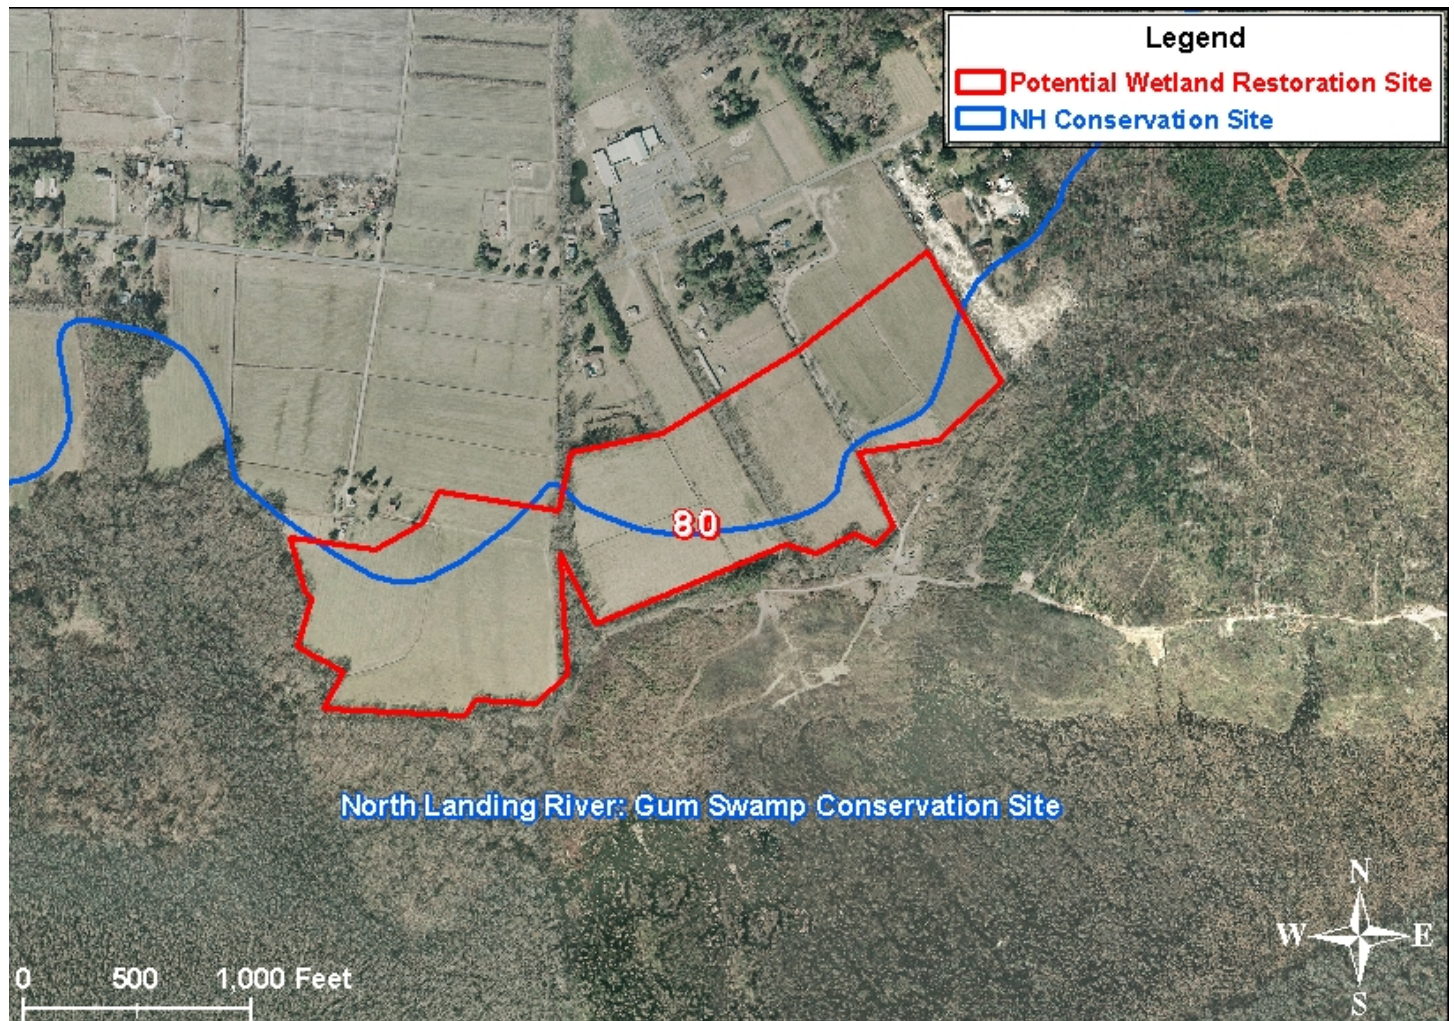 Legend
Potential Wetland Restoration Site
NH Conservation Site
80
North Landing River: Gum Swamp Conservation Site
N
W E
S
0 500 1,000 Feet